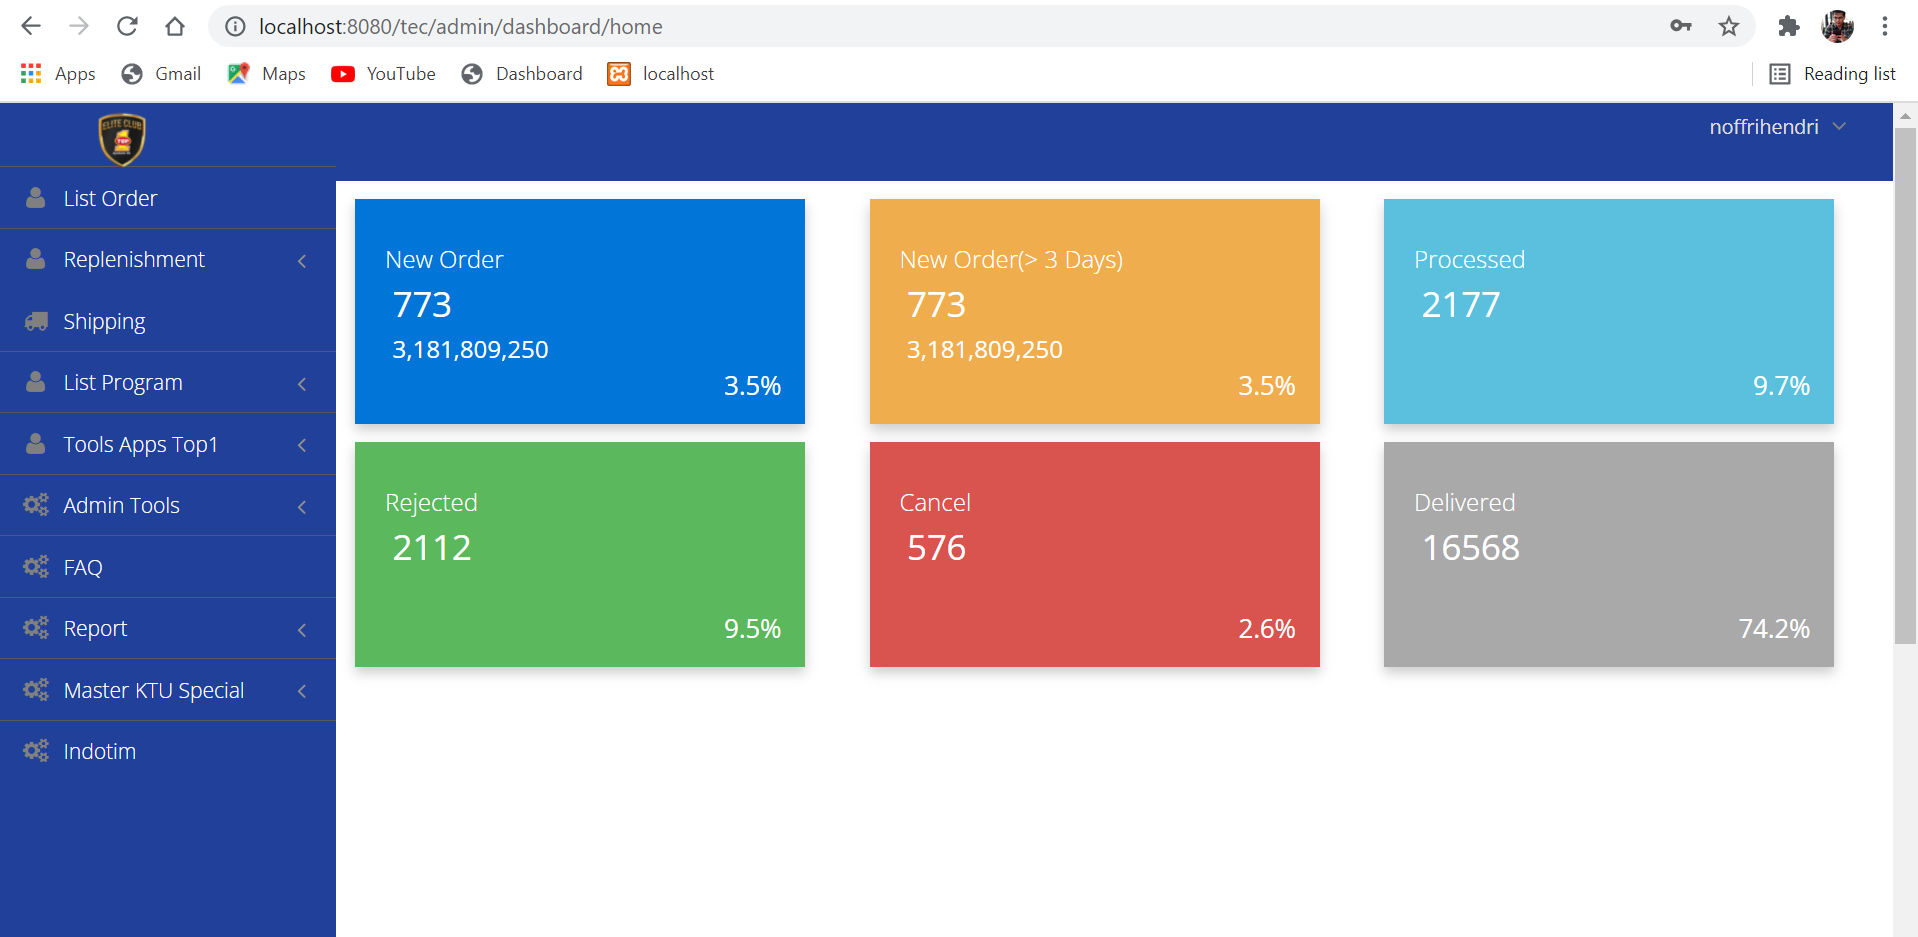 localhost:8080/tec/admin/dashboard/home
Apps
Gmail
Maps
YouTube
Dashboard
localhost
Reading list
ELITE CLUB
TOP
noffrihendri
List Order
Replenishment
Shipping
List Program
Tools Apps Top1
Admin Tools
FAQ
Report
Master KTU Special
Indotim
New Order
773
3,181,809,250
3.5%
New Order(> 3 Days)
773
3,181,809,250
3.5%
Processed
2177
9.7%
Rejected
2112
9.5%
Cancel
576
2.6%
Delivered
16568
74.2%